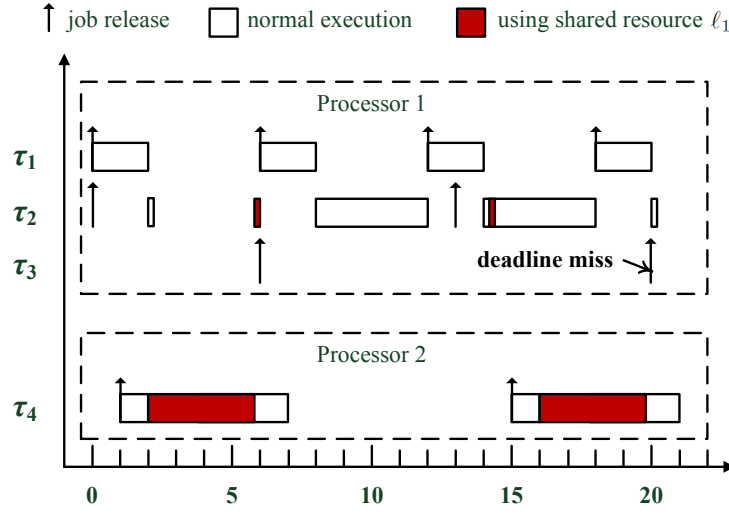 job release normal execution using shared resource ℓ₁
Processor 1
τ₁
τ₂
τ₃
deadline miss
Processor 2
τ₄
0 5 10 15 20